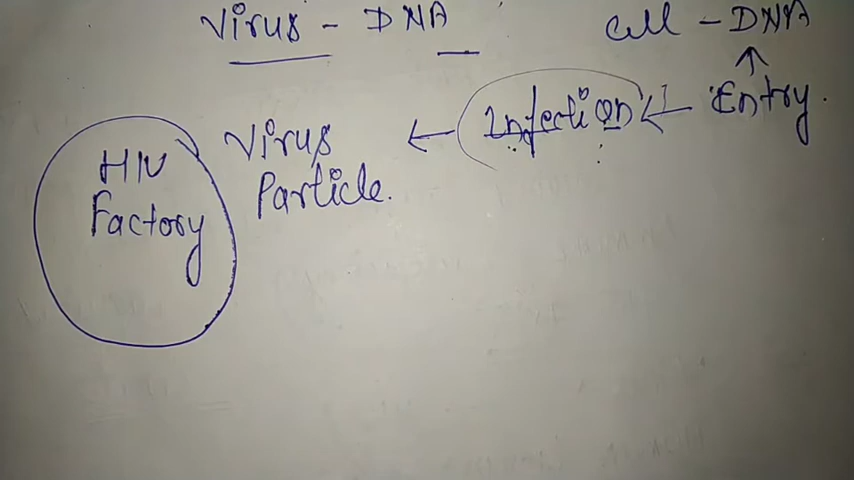 Virus - DNA
Cell - DNA
Infection ← Entry.
Virus ←
Particle.
HIV
Factory